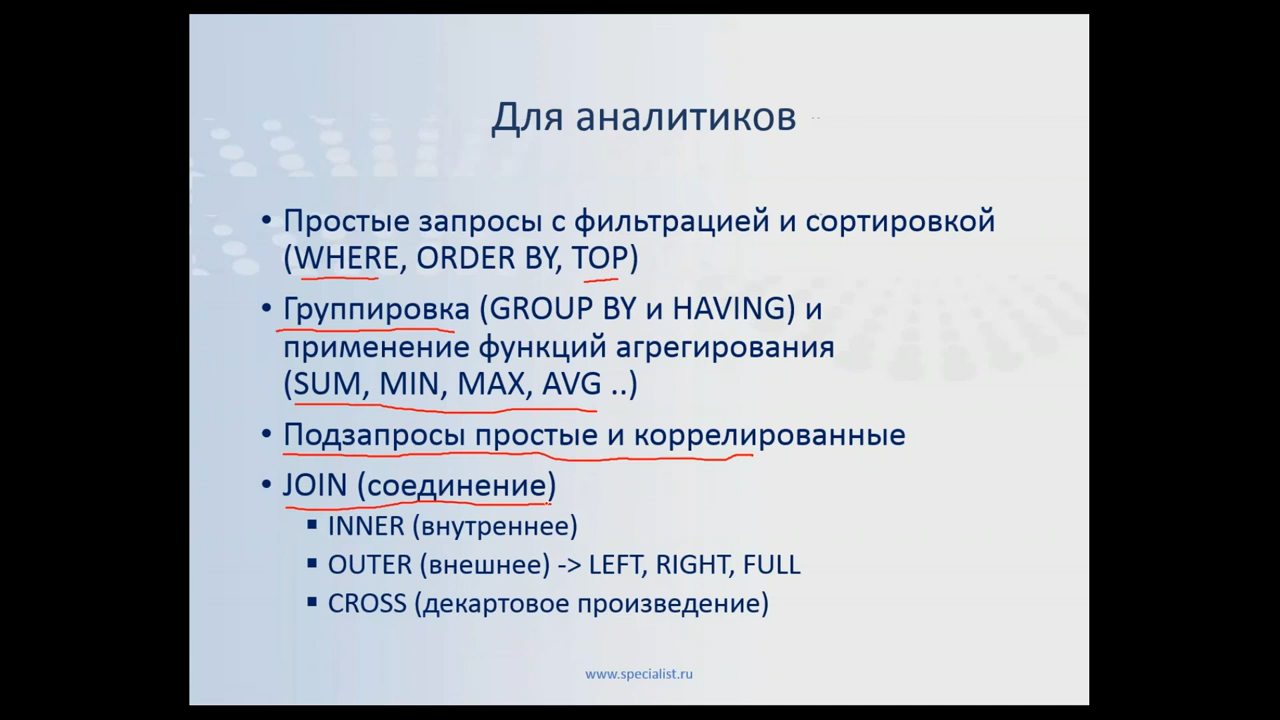 Для аналитиков
• Простые запросы с фильтрацией и сортировкой
(WHERE, ORDER BY, TOP)
• Группировка (GROUP BY и HAVING) и
применение функций агрегирования
(SUM, MIN, MAX, AVG ..)
• Подзапросы простые и коррелированные
• JOIN (соединение)
▪ INNER (внутреннее)
▪ OUTER (внешнее) -> LEFT, RIGHT, FULL
▪ CROSS (декартовое произведение)
www.specialist.ru